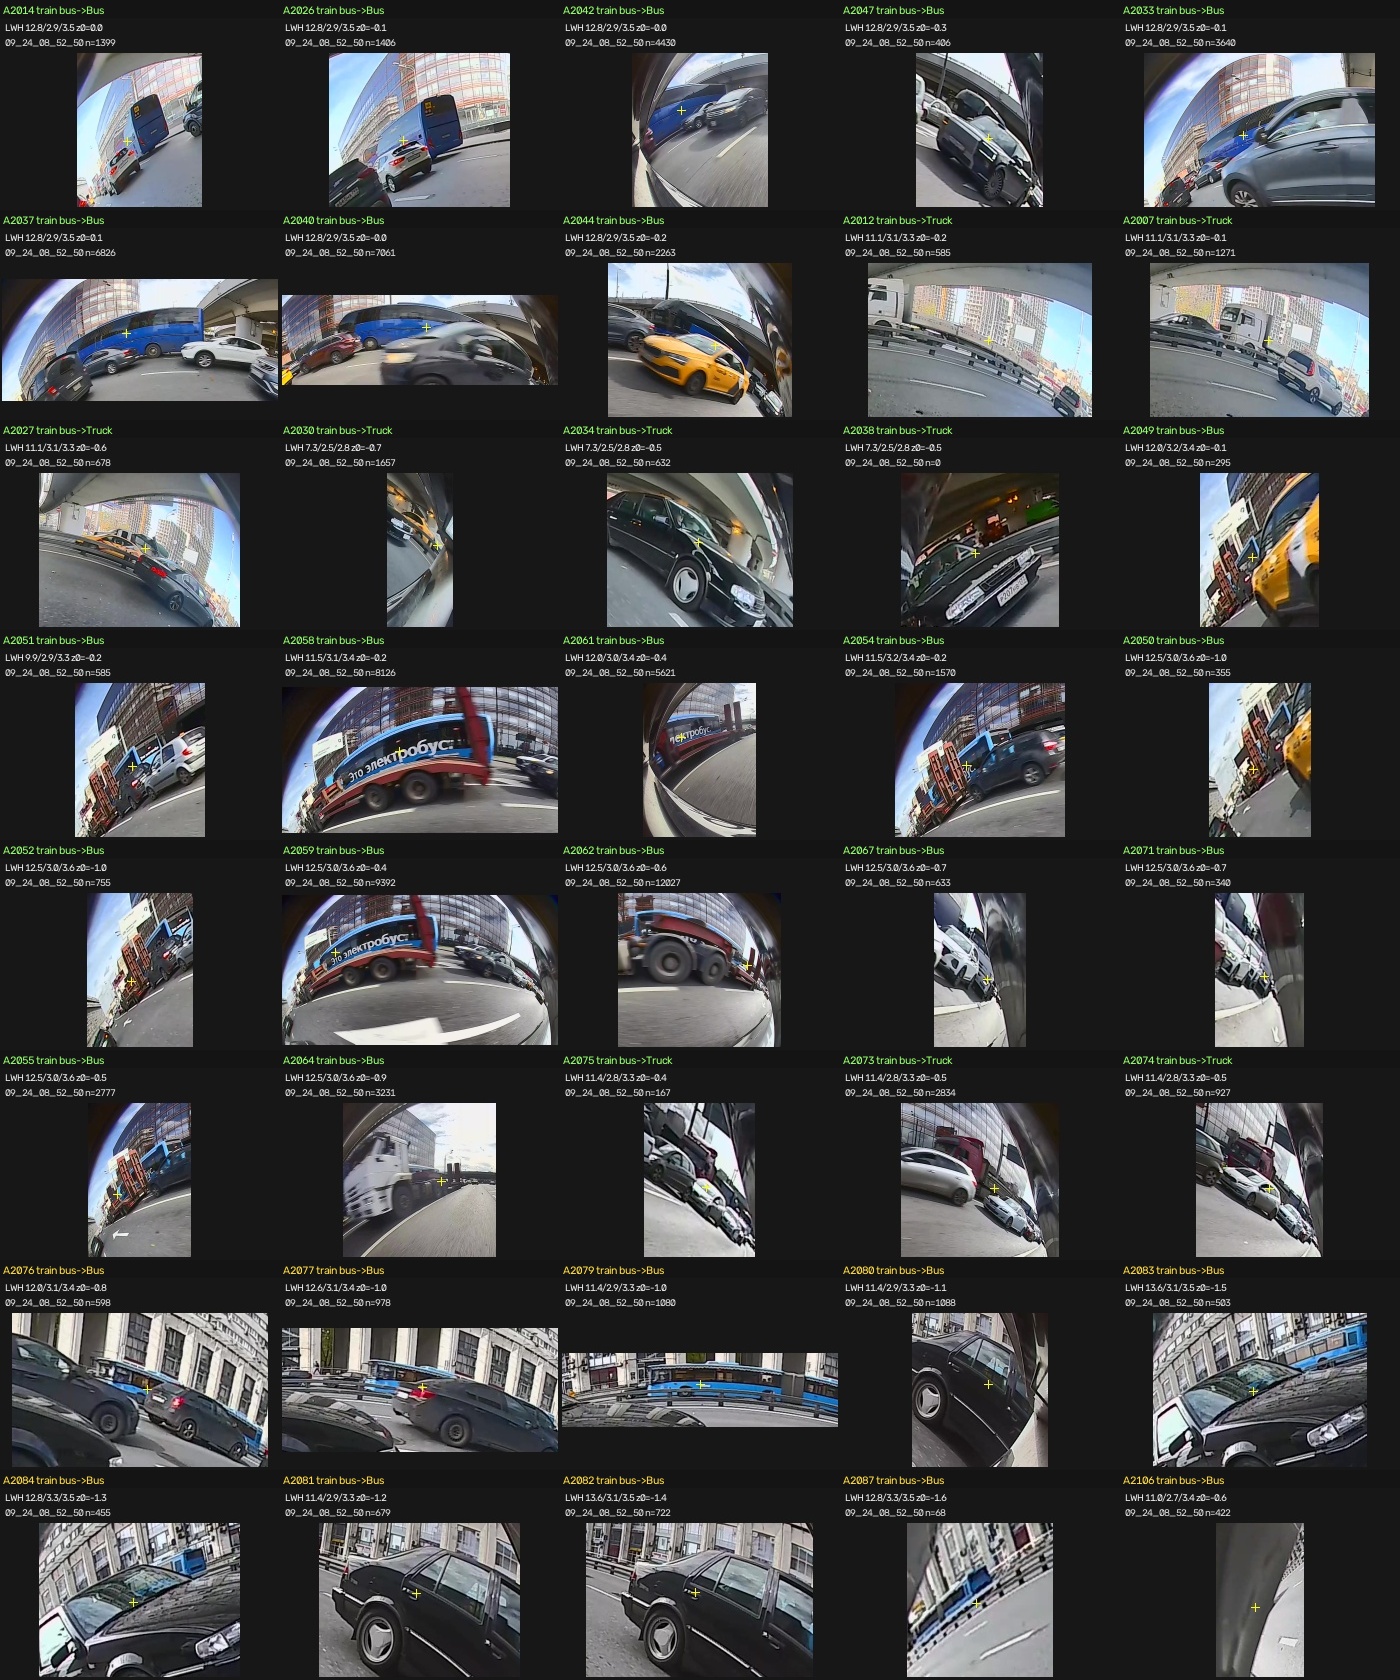 A2014 train bus->Bus
LWH 12.8/2.9/3.5 z0=0.0
09_24_08_52_50 n=1399
A2026 train bus->Bus
LWH 12.8/2.9/3.5 z0=-0.1
09_24_08_52_50 n=1406
A2042 train bus->Bus
LWH 12.8/2.9/3.5 z0=-0.0
09_24_08_52_50 n=4430
A2047 train bus->Bus
LWH 12.8/2.9/3.5 z0=-0.3
09_24_08_52_50 n=406
A2033 train bus->Bus
LWH 12.8/2.9/3.5 z0=-0.1
09_24_08_52_50 n=3640
A2037 train bus->Bus
LWH 12.8/2.9/3.5 z0=0.1
09_24_08_52_50 n=6826
A2040 train bus->Bus
LWH 12.8/2.9/3.5 z0=-0.0
09_24_08_52_50 n=7061
A2044 train bus->Bus
LWH 12.8/2.9/3.5 z0=-0.2
09_24_08_52_50 n=2263
A2012 train bus->Truck
LWH 11.1/3.1/3.3 z0=-0.2
09_24_08_52_50 n=585
A2007 train bus->Truck
LWH 11.1/3.1/3.3 z0=-0.1
09_24_08_52_50 n=1271
A2027 train bus->Truck
LWH 11.1/3.1/3.3 z0=-0.6
09_24_08_52_50 n=678
A2030 train bus->Truck
LWH 7.3/2.5/2.8 z0=-0.7
09_24_08_52_50 n=1657
A2034 train bus->Truck
LWH 7.3/2.5/2.8 z0=-0.5
09_24_08_52_50 n=632
A2038 train bus->Truck
LWH 7.3/2.5/2.8 z0=-0.5
09_24_08_52_50 n=0
A2049 train bus->Bus
LWH 12.0/3.2/3.4 z0=-0.1
09_24_08_52_50 n=295
A2051 train bus->Bus
LWH 9.9/2.9/3.3 z0=-0.2
09_24_08_52_50 n=585
A2058 train bus->Bus
LWH 11.5/3.1/3.4 z0=-0.2
09_24_08_52_50 n=8126
Это электробус.
A2061 train bus->Bus
LWH 12.0/3.0/3.4 z0=-0.4
09_24_08_52_50 n=5621
лектробус
A2054 train bus->Bus
LWH 11.5/3.2/3.4 z0=-0.2
09_24_08_52_50 n=1570
A2050 train bus->Bus
LWH 12.5/3.0/3.6 z0=-1.0
09_24_08_52_50 n=355
A2052 train bus->Bus
LWH 12.5/3.0/3.6 z0=-1.0
09_24_08_52_50 n=755
A2059 train bus->Bus
LWH 12.5/3.0/3.6 z0=-0.4
09_24_08_52_50 n=9392
Это электробус.
A2062 train bus->Bus
LWH 12.5/3.0/3.6 z0=-0.6
09_24_08_52_50 n=12027
A2067 train bus->Bus
LWH 12.5/3.0/3.6 z0=-0.7
09_24_08_52_50 n=633
A2071 train bus->Bus
LWH 12.5/3.0/3.6 z0=-0.7
09_24_08_52_50 n=340
A2055 train bus->Bus
LWH 12.5/3.0/3.6 z0=-0.5
09_24_08_52_50 n=2777
A2064 train bus->Bus
LWH 12.5/3.0/3.6 z0=-0.9
09_24_08_52_50 n=3231
A2075 train bus->Truck
LWH 11.4/2.8/3.3 z0=-0.4
09_24_08_52_50 n=167
A2073 train bus->Truck
LWH 11.4/2.8/3.3 z0=-0.5
09_24_08_52_50 n=2834
A2074 train bus->Truck
LWH 11.4/2.8/3.3 z0=-0.5
09_24_08_52_50 n=927
A2076 train bus->Bus
LWH 12.0/3.1/3.4 z0=-0.8
09_24_08_52_50 n=598
A2077 train bus->Bus
LWH 12.6/3.1/3.4 z0=-1.0
09_24_08_52_50 n=978
A2079 train bus->Bus
LWH 11.4/2.9/3.3 z0=-1.0
09_24_08_52_50 n=1080
A2080 train bus->Bus
LWH 11.4/2.9/3.3 z0=-1.1
09_24_08_52_50 n=1088
A2083 train bus->Bus
LWH 13.6/3.1/3.5 z0=-1.5
09_24_08_52_50 n=503
A2084 train bus->Bus
LWH 12.8/3.3/3.5 z0=-1.3
09_24_08_52_50 n=455
A2081 train bus->Bus
LWH 11.4/2.9/3.3 z0=-1.2
09_24_08_52_50 n=679
A2082 train bus->Bus
LWH 13.6/3.1/3.5 z0=-1.4
09_24_08_52_50 n=722
A2087 train bus->Bus
LWH 12.8/3.3/3.5 z0=-1.6
09_24_08_52_50 n=68
A2106 train bus->Bus
LWH 11.0/2.7/3.4 z0=-0.6
09_24_08_52_50 n=422